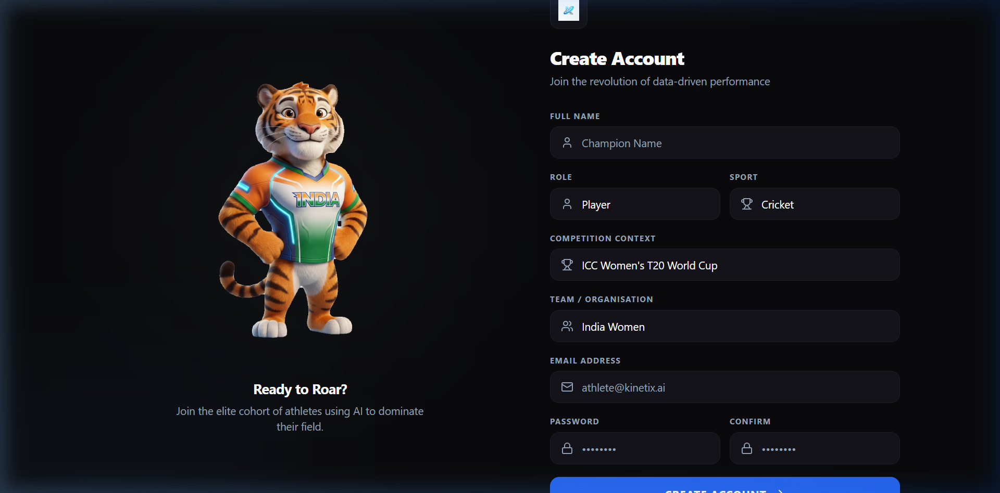 INDIA
Ready to Roar?
Join the elite cohort of athletes using AI to dominate
their field.
Create Account
Join the revolution of data-driven performance
FULL NAME
Champion Name
ROLE
SPORT
Player
Cricket
COMPETITION CONTEXT
ICC Women's T20 World Cup
TEAM / ORGANISATION
India Women
EMAIL ADDRESS
athlete@kinetix.ai
PASSWORD
CONFIRM
••••••••
••••••••
CREATE ACCOUNT